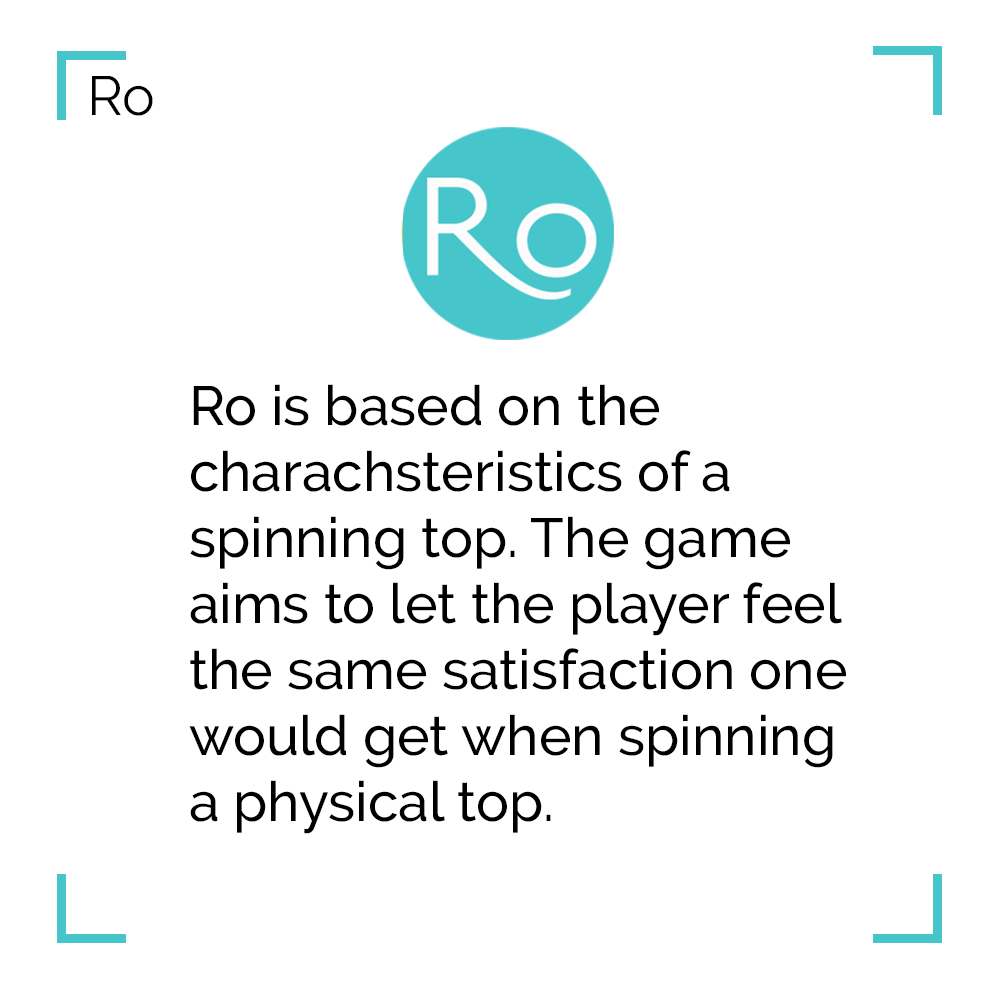 Ro
Ro
Ro is based on the
charachsteristics of a
spinning top. The game
aims to let the player feel
the same satisfaction one
would get when spinning
a physical top.